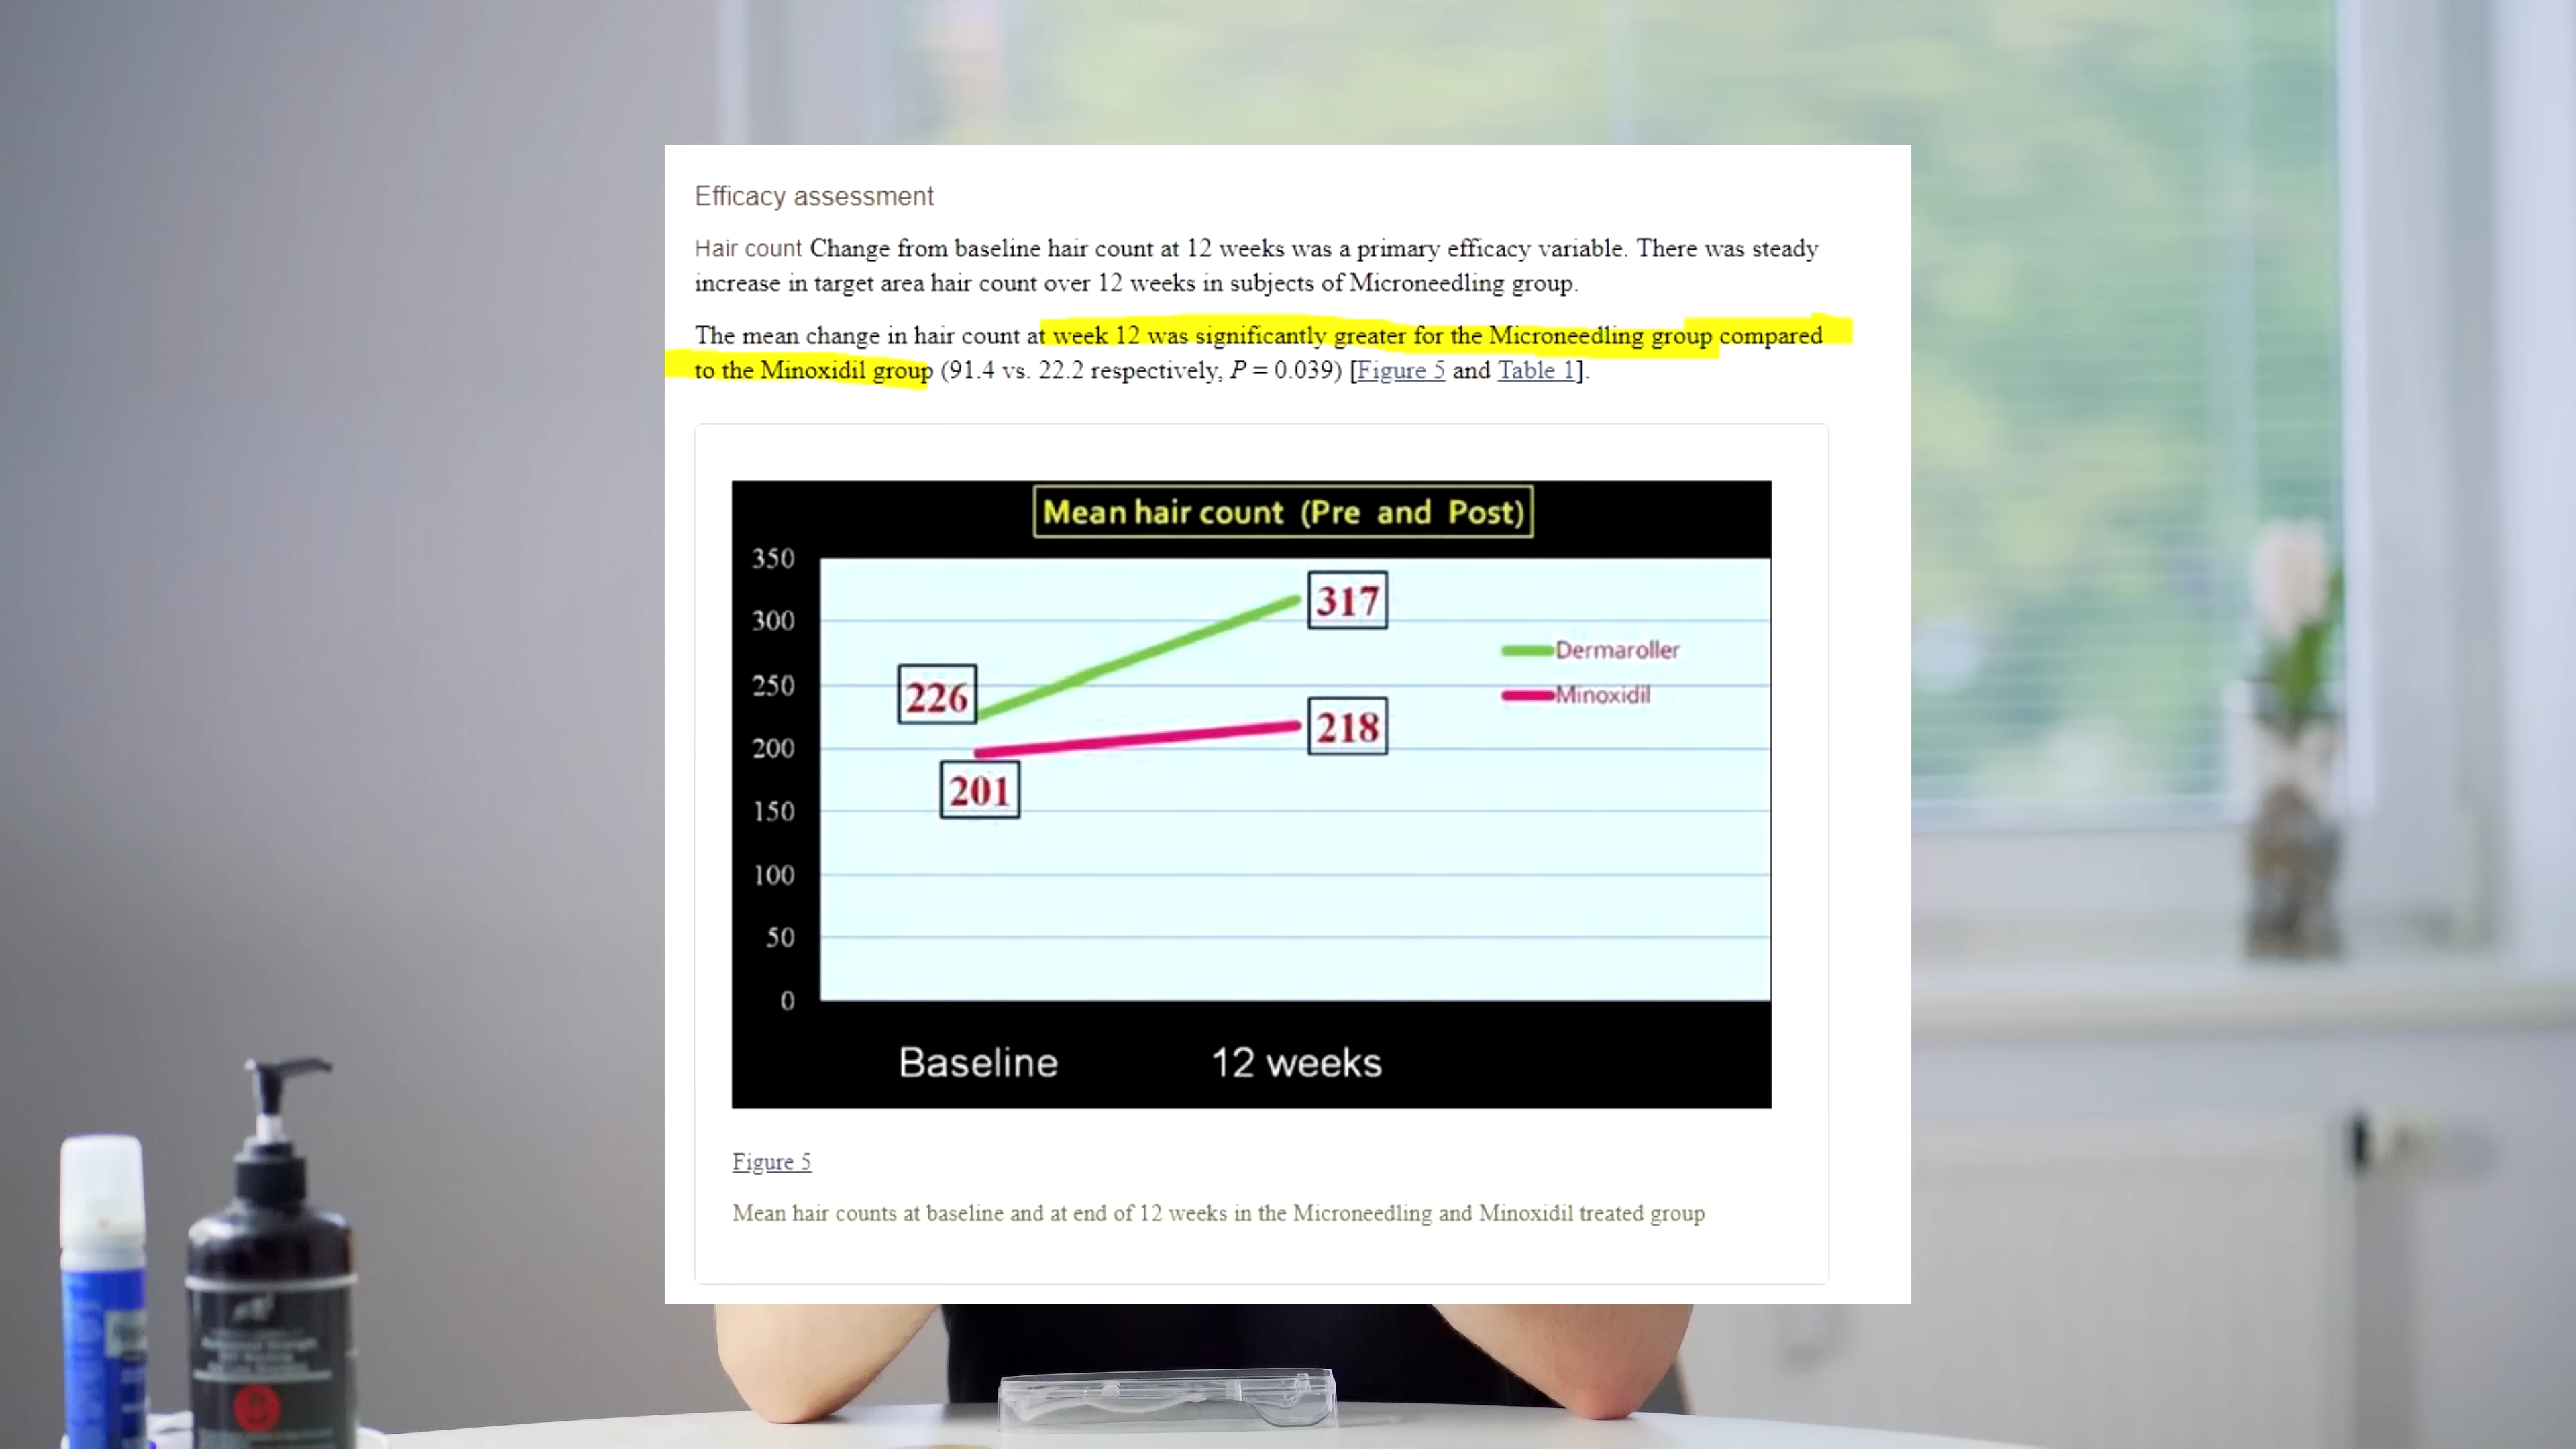 Efficacy assessment
Hair count Change from baseline hair count at 12 weeks was a primary efficacy variable. There was steady
increase in target area hair count over 12 weeks in subjects of Microneedling group.
The mean change in hair count at week 12 was significantly greater for the Microneedling group compared
to the Minoxidil group (91.4 vs. 22.2 respectively, P = 0.039) [Figure 5 and Table 1].
Mean hair count (Pre and Post)
350
300
250
200
150
100
50
0
226
317
201
218
Dermaroller
Minoxidil
Baseline
12 weeks
Figure 5
Mean hair counts at baseline and at end of 12 weeks in the Microneedling and Minoxidil treated group